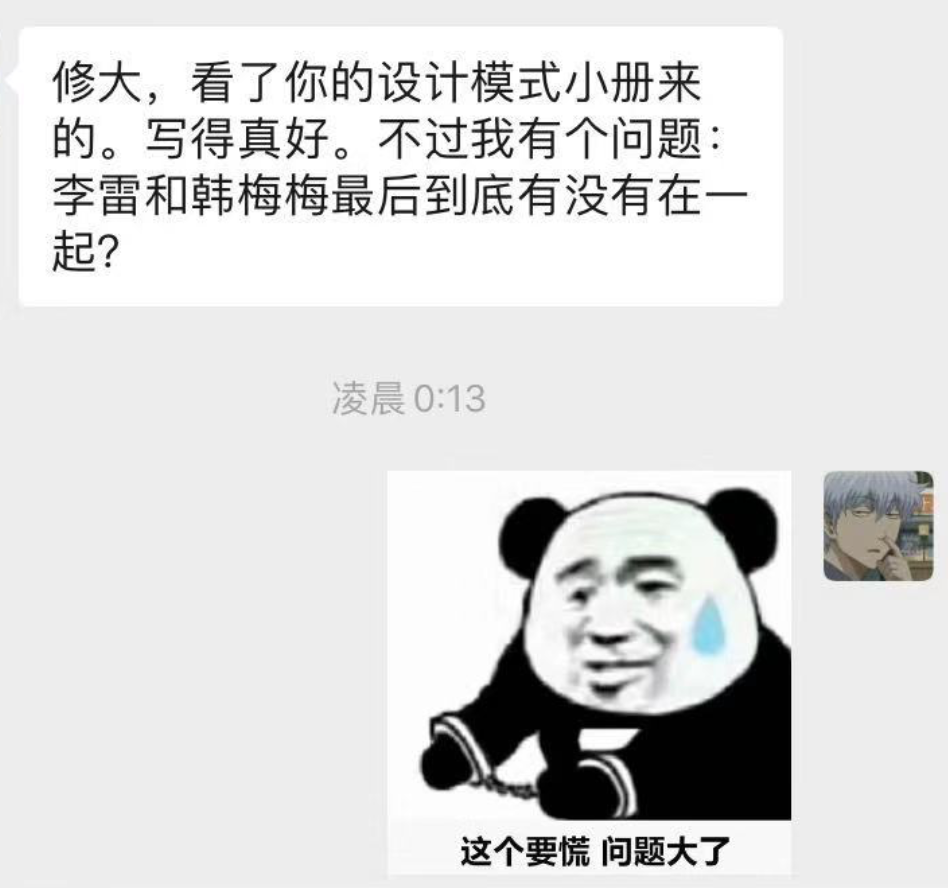 修大，看了你的设计模式小册来
的。写得真好。不过我有个问题：
李雷和韩梅梅最后到底有没有在一
起？
凌晨 0:13
这个要慌 问题大了